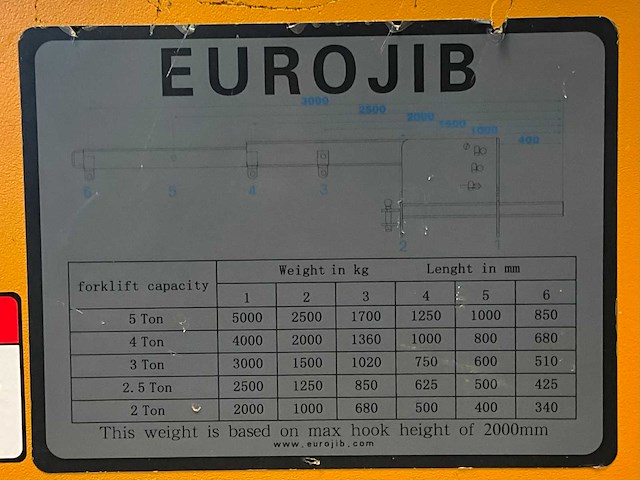 EUROJIB
3000
2500
2000
1500
1000
400
6 5 4 3 2 1
forklift capacity Weight in kg Lenght in mm
1 2 3 4 5 6
5 Ton 5000 2500 1700 1250 1000 850
4 Ton 4000 2000 1360 1000 800 680
3 Ton 3000 1500 1020 750 600 510
2.5 Ton 2500 1250 850 625 500 425
2 Ton 2000 1000 680 500 400 340
This weight is based on max hook height of 2000mm
www.eurojib.com